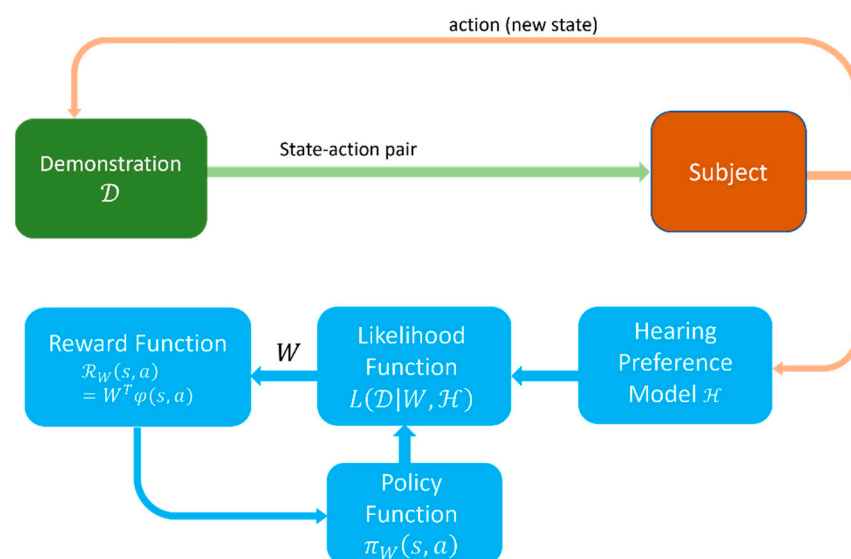 action (new state)
Demonstration
𝒟
State-action pair
Subject
Reward Function
ℛ_W(s, a)
= W^T φ(s, a)
W
Likelihood
Function
L(𝒟|W, ℋ)
Hearing
Preference
Model ℋ
Policy
Function
π_W(s, a)